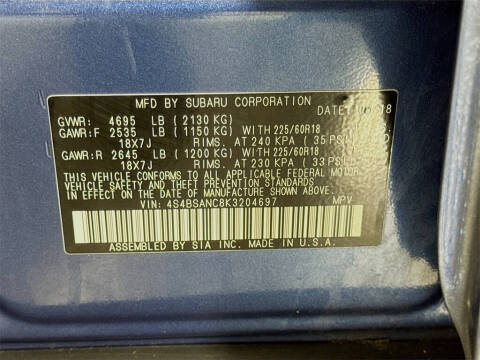 MFD BY SUBARU CORPORATION DATE 18
GVWR: 4695 LB (2130 KG)
GAWR:F 2535 LB (1150 KG) WITH 225/60R18
18X7J RIMS, AT 240 KPA (35 PSI
GAWR:R 2645 LB (1200 KG) WITH 225/60R18
18X7J RIMS, AT 230 KPA (33 PSI
THIS VEHICLE CONFORMS TO ALL APPLICABLE FEDERAL MOTOR
VEHICLE SAFETY AND THEFT PREVENTION STANDARDS
IN EFFECT ON THE DATE OF MANUFACTURE SHOWN ABOVE.
VIN: 4S4BSANC8K3204697 MPV
ASSEMBLED BY SIA INC. MADE IN U.S.A.